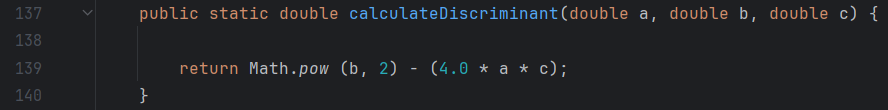 137 public static double calculateDiscriminant(double a, double b, double c) {
138
139 return Math.pow (b, 2) - (4.0 * a * c);
140 }